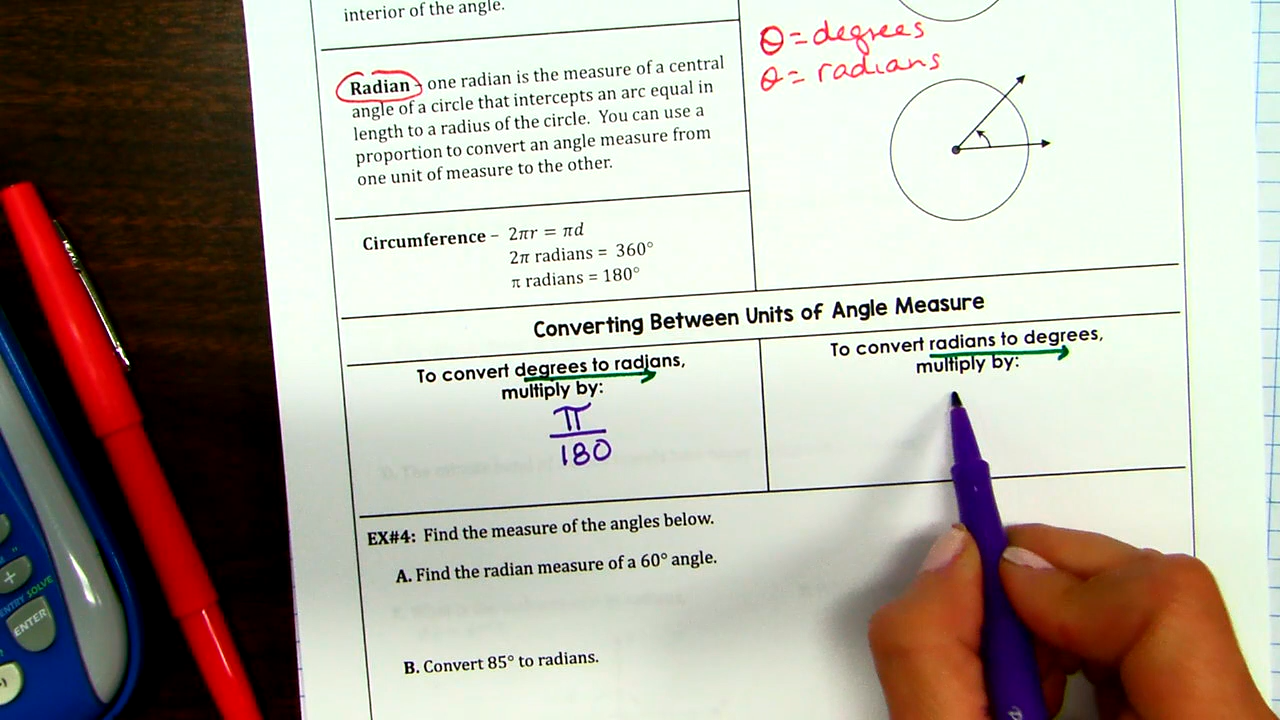 interior of the angle.
θ = degrees
θ = radians
Radian – one radian is the measure of a central
angle of a circle that intercepts an arc equal in
length to a radius of the circle. You can use a
proportion to convert an angle measure from
one unit of measure to the other.
Circumference – 2πr = πd
2π radians = 360°
π radians = 180°
Converting Between Units of Angle Measure
To convert degrees to radians,
multiply by:
π
180
To convert radians to degrees,
multiply by:
EX#4: Find the measure of the angles below.
A. Find the radian measure of a 60° angle.
B. Convert 85° to radians.
+
ENTRY SOLVE
ENTER